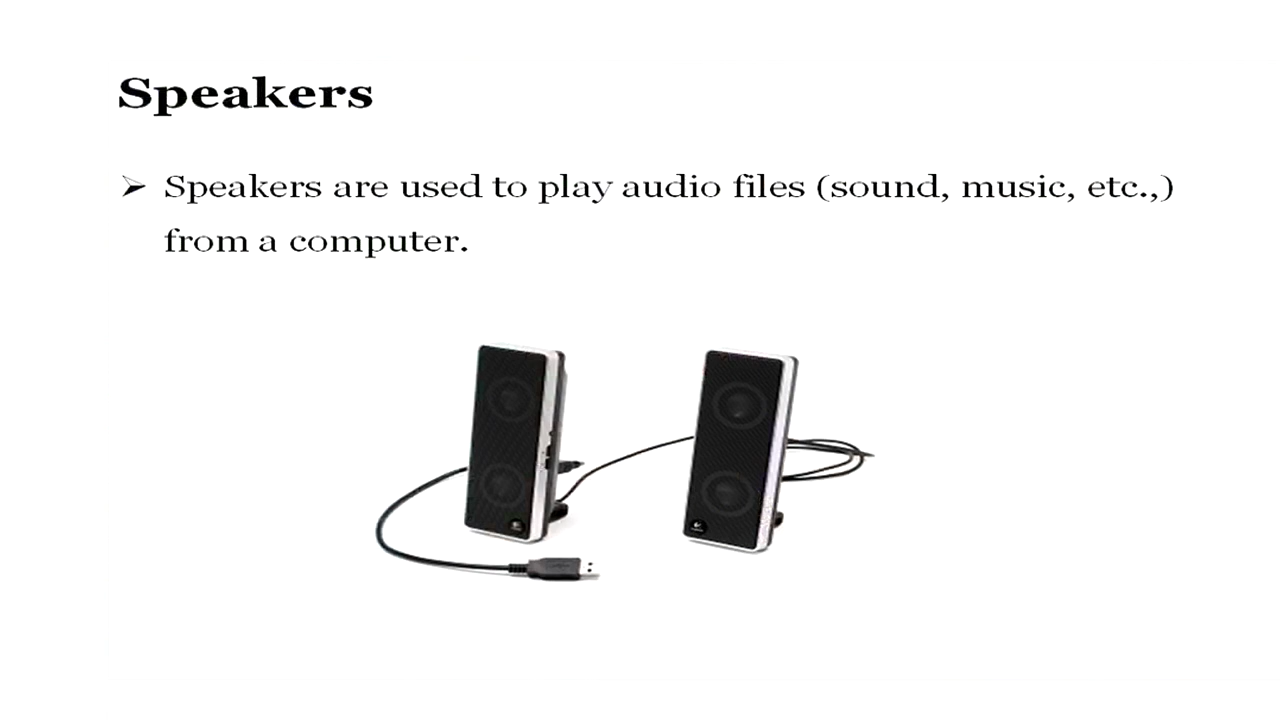 Speakers
➢ Speakers are used to play audio files (sound, music, etc.,)
from a computer.